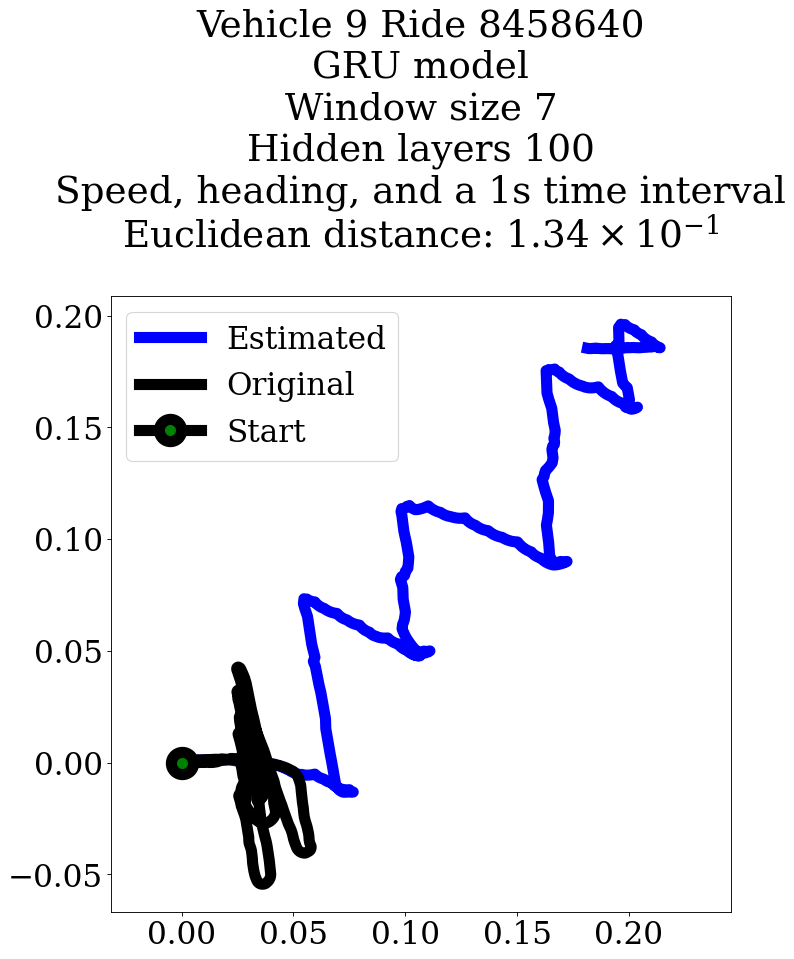 Vehicle 9 Ride 8458640
GRU model
Window size 7
Hidden layers 100
Speed, heading, and a 1s time interval
Euclidean distance: 1.34 × 10⁻¹
Estimated
Original
Start
0.20
0.15
0.10
0.05
0.00
−0.05
0.00 0.05 0.10 0.15 0.20